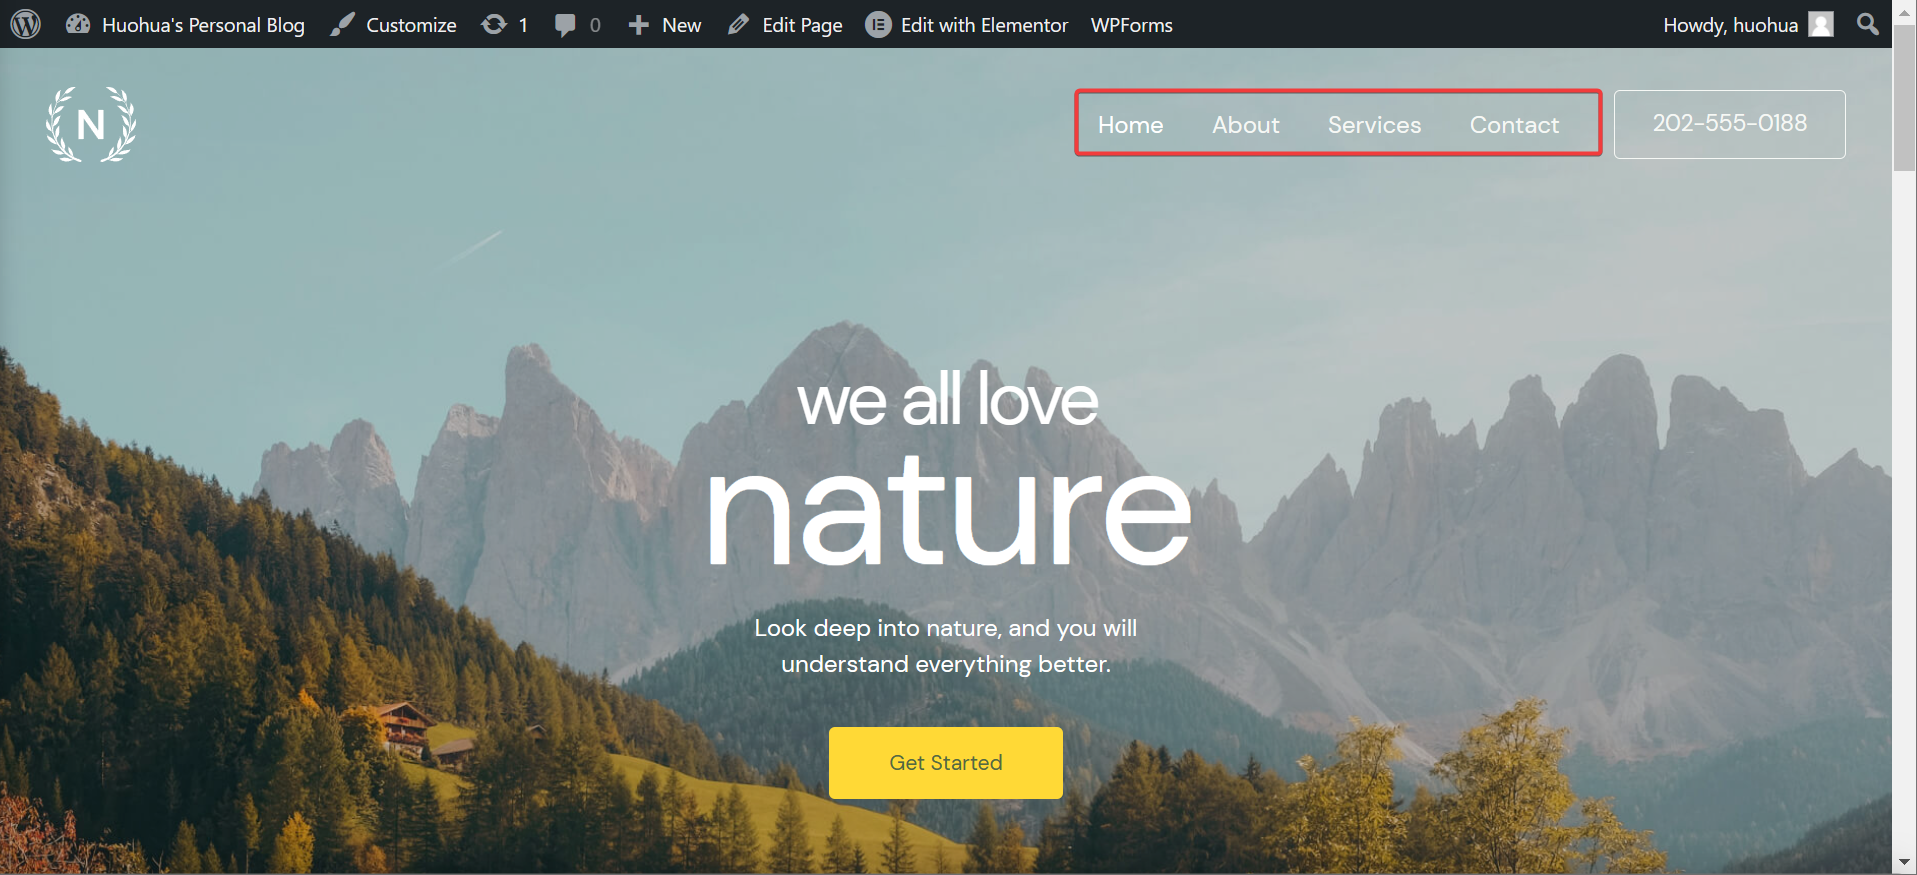 Huohua's Personal Blog Customize 1 0 New Edit Page Edit with Elementor WPForms Howdy, huohua
N
Home About Services Contact 202-555-0188
we all love
nature
Look deep into nature, and you will
understand everything better.
Get Started